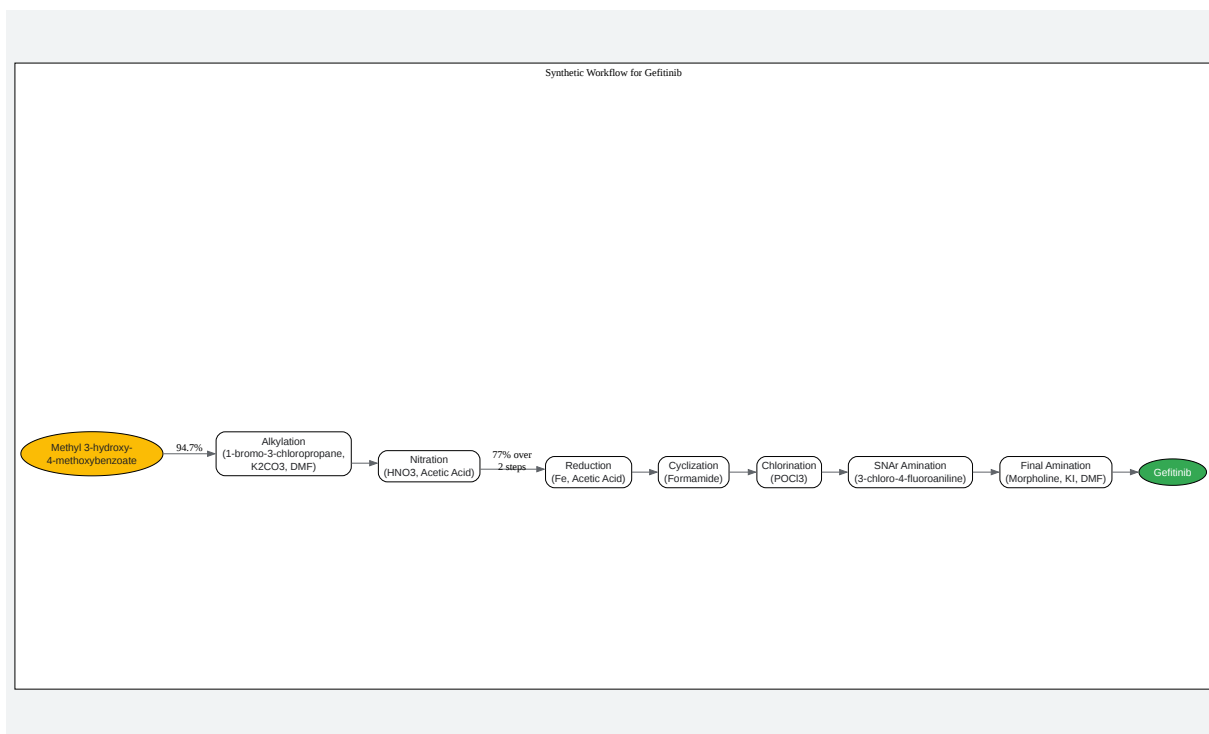 Synthetic Workflow for Gefitinib
Methyl 3-hydroxy-
4-methoxybenzoate
94.7%
Alkylation
(1-bromo-3-chloropropane,
K2CO3, DMF)
Nitration
(HNO3, Acetic Acid)
77% over
2 steps
Reduction
(Fe, Acetic Acid)
Cyclization
(Formamide)
Chlorination
(POCl3)
SNAr Amination
(3-chloro-4-fluoroaniline)
Final Amination
(Morpholine, KI, DMF)
Gefitinib